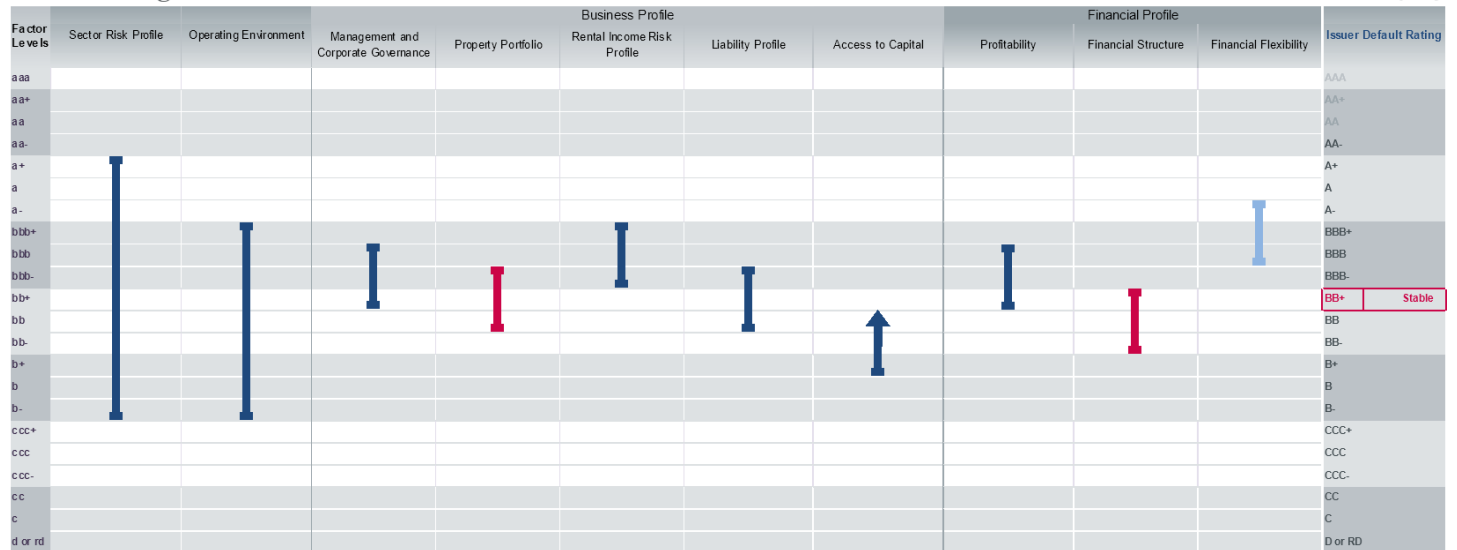 Business Profile
Financial Profile
Factor Levels
Sector Risk Profile
Operating Environment
Management and Corporate Governance
Property Portfolio
Rental Income Risk Profile
Liability Profile
Access to Capital
Profitability
Financial Structure
Financial Flexibility
Issuer Default Rating
aaa AAA
aa+ AA+
aa AA
aa- AA-
a+ A+
a A
a- A-
bbb+ BBB+
bbb BBB
bbb- BBB-
bb+ BB+ Stable
bb BB
bb- BB-
b+ B+
b B
b- B-
ccc+ CCC+
ccc CCC
ccc- CCC-
cc CC
c C
d or rd D or RD